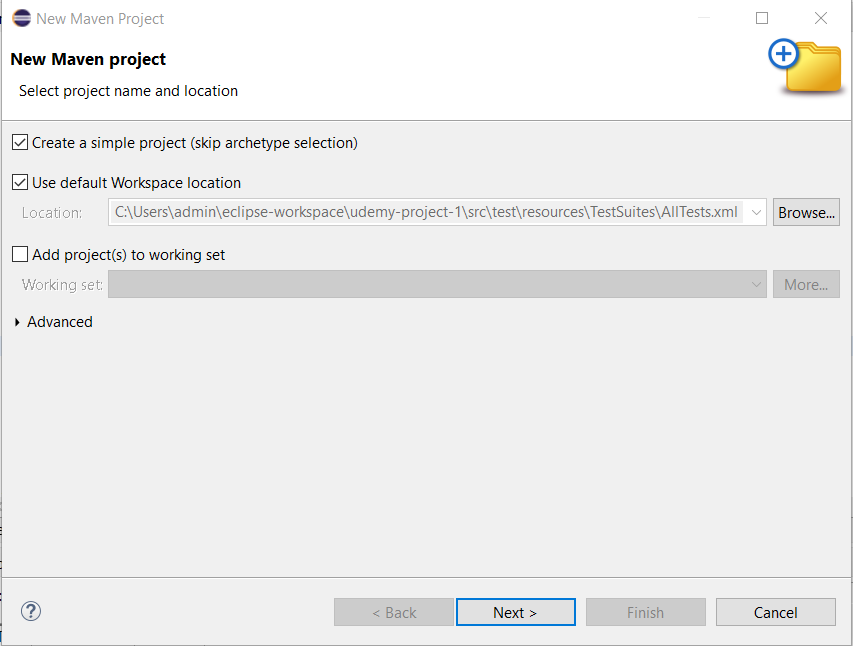 New Maven Project
New Maven project
Select project name and location
Create a simple project (skip archetype selection)
Use default Workspace location
Location: C:\Users\admin\eclipse-workspace\udemy-project-1\src\test\resources\TestSuites\AllTests.xml Browse...
Add project(s) to working set
Working set: More...
Advanced
? < Back Next > Finish Cancel